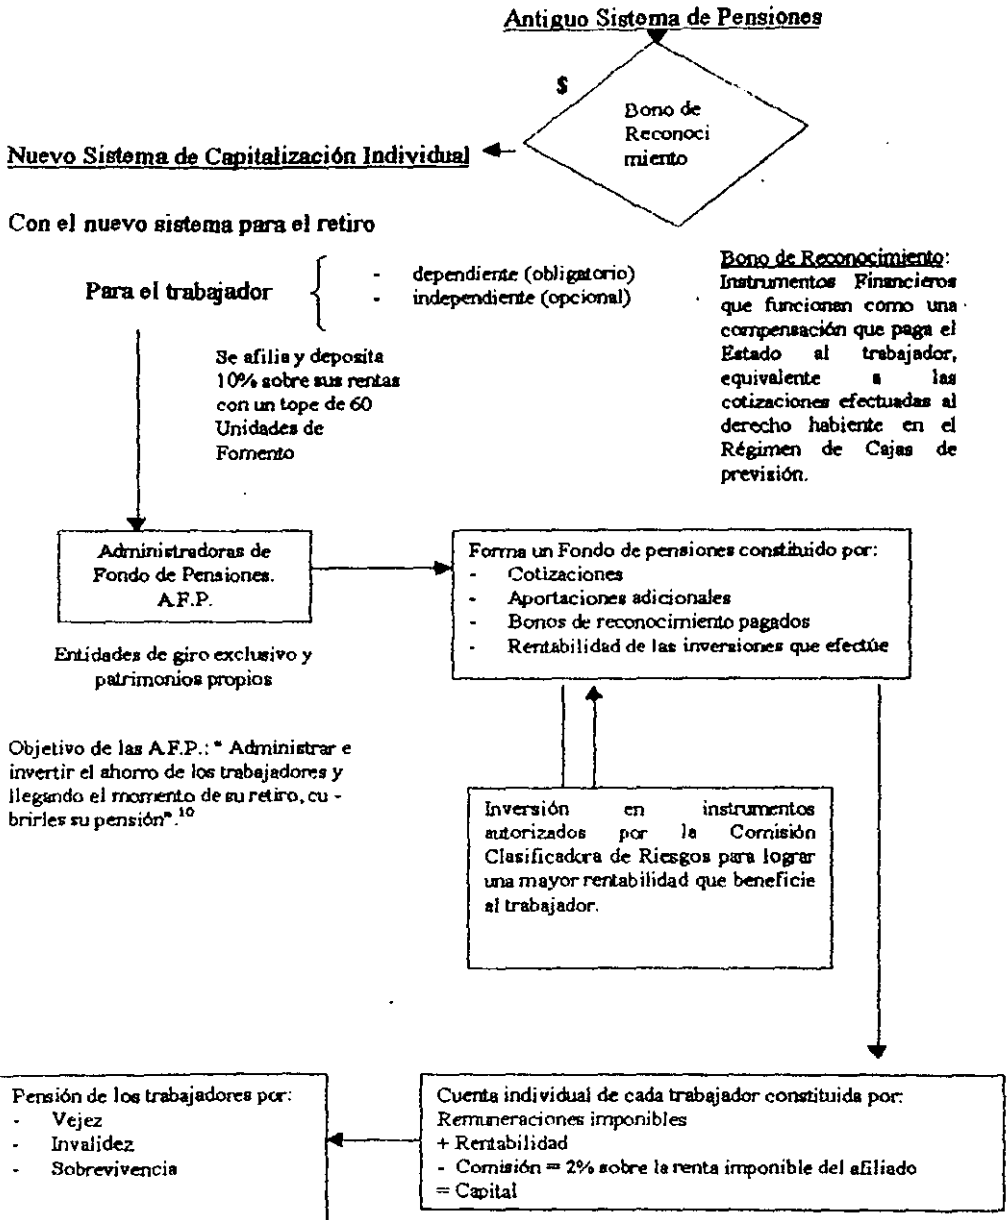 Antiguo Sistema de Pensiones
$
Bono de
Reconoci
miento
Nuevo Sistema de Capitalización Individual
Con el nuevo sistema para el retiro
Para el trabajador
- dependiente (obligatorio)
- independiente (opcional)
Bono de Reconocimiento:
Instrumentos Financieros
que funcionan como una
compensación que paga el
Estado al trabajador,
equivalente a las
cotizaciones efectuadas al
derecho habiente en el
Régimen de Cajas de
previsión.
Se afilia y deposita
10% sobre sus rentas
con un tope de 60
Unidades de
Fomento
Administradoras de
Fondo de Pensiones.
A.F.P.
Forma un Fondo de pensiones constituido por:
- Cotizaciones
- Aportaciones adicionales
- Bonos de reconocimiento pagados
- Rentabilidad de las inversiones que efectúe
Entidades de giro exclusivo y
patrimonios propios
Objetivo de las A.F.P.: " Administrar e
invertir el ahorro de los trabajadores y
llegando el momento de su retiro, cu -
brirles su pensión".10
Inversión en instrumentos
autorizados por la Comisión
Clasificadora de Riesgos para lograr
una mayor rentabilidad que beneficie
al trabajador.
Pensión de los trabajadores por:
- Vejez
- Invalidez
- Sobrevivencia
Cuenta individual de cada trabajador constituida por:
Remuneraciones imponibles
+ Rentabilidad
- Comisión = 2% sobre la renta imponible del afiliado
= Capital